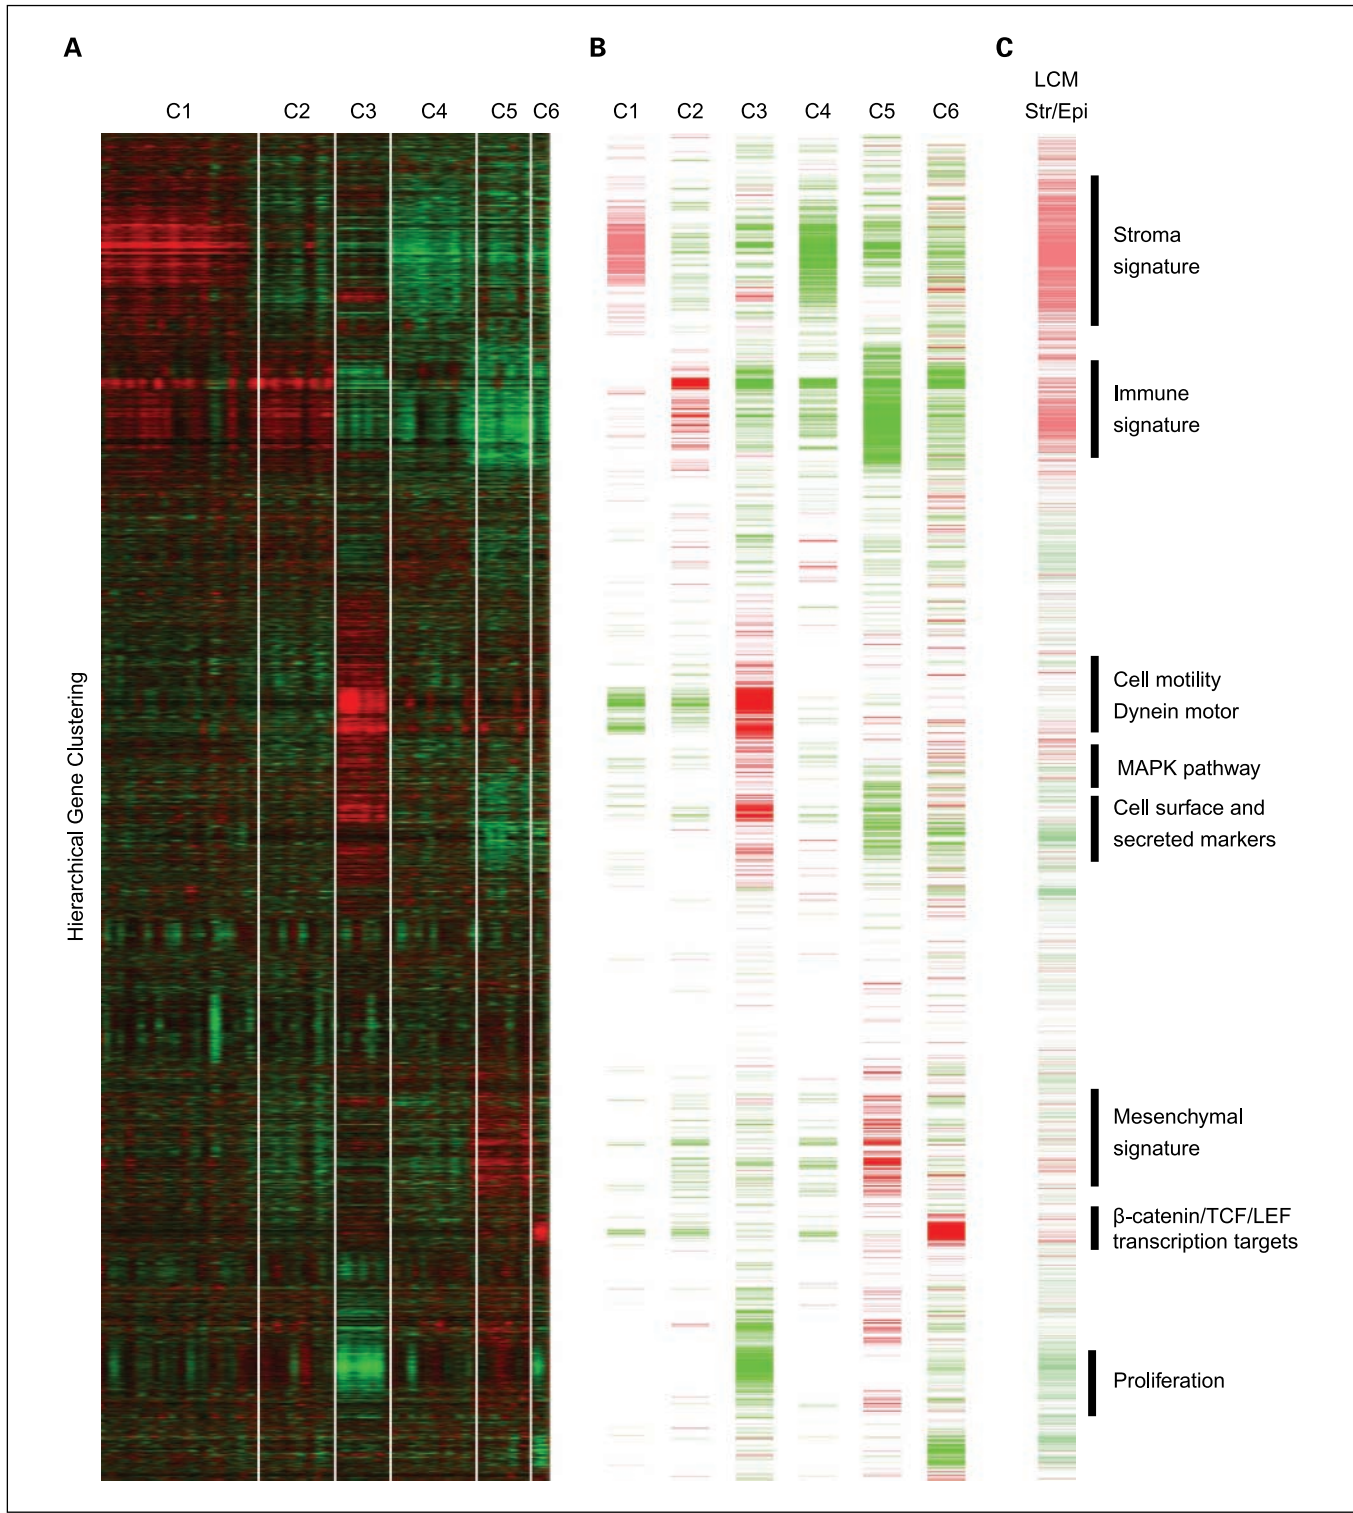 A
B
C
LCM
Str/Epi
C1 C2 C3 C4 C5 C6
C1 C2 C3 C4 C5 C6
Hierarchical Gene Clustering
Stroma
signature
Immune
signature
Cell motility
Dynein motor
MAPK pathway
Cell surface and
secreted markers
Mesenchymal
signature
β-catenin/TCF/LEF
transcription targets
Proliferation